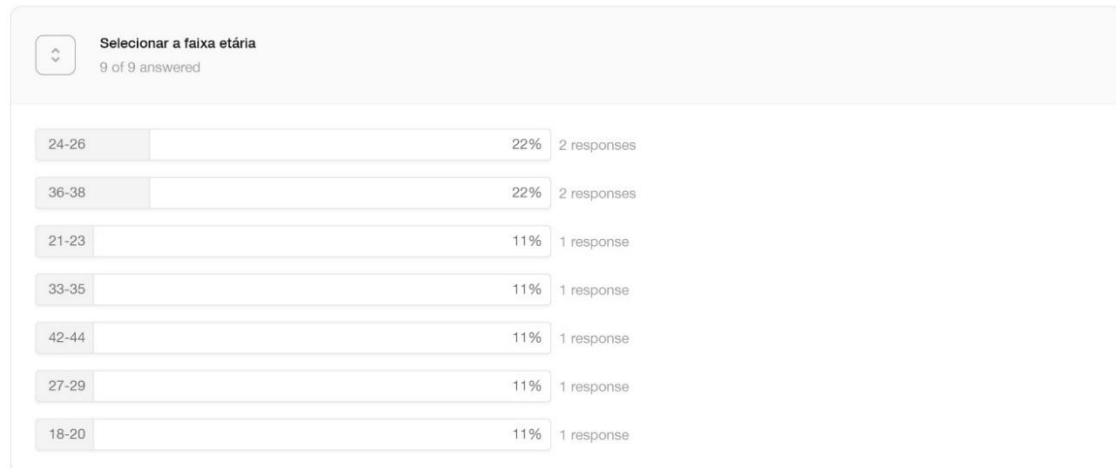 Selecionar a faixa etária
9 of 9 answered
24-26 22% 2 responses
36-38 22% 2 responses
21-23 11% 1 response
33-35 11% 1 response
42-44 11% 1 response
27-29 11% 1 response
18-20 11% 1 response